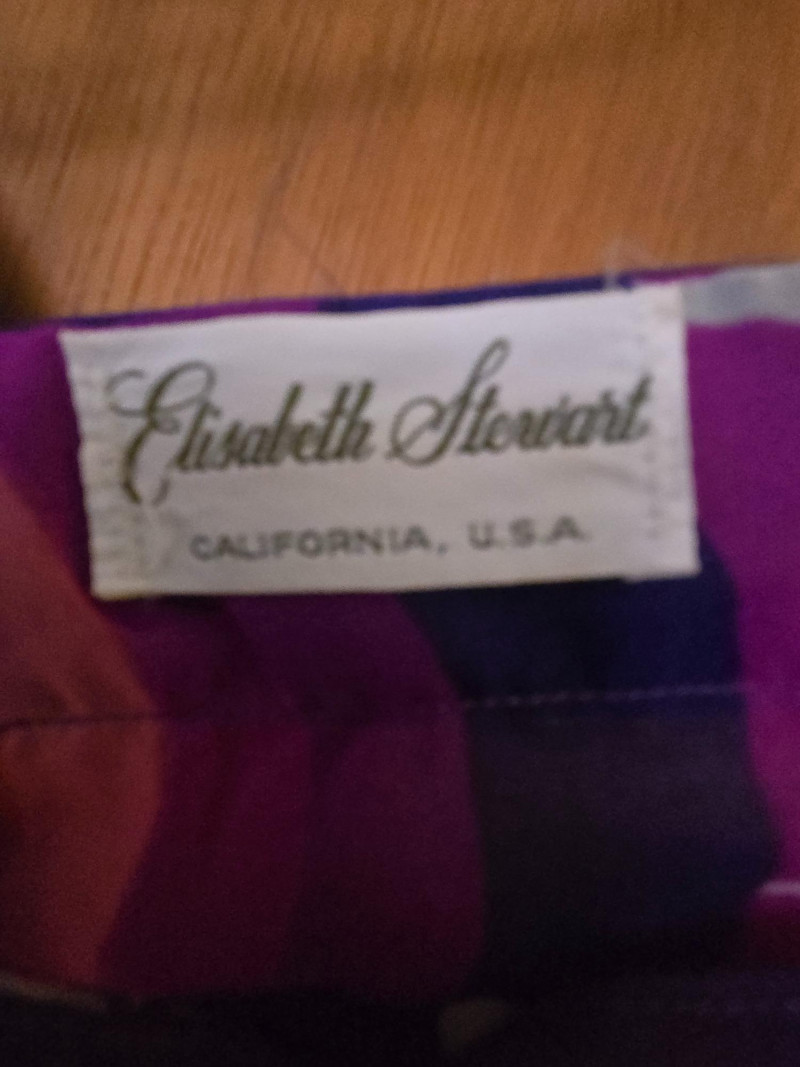 Elisabeth Stewart
CALIFORNIA, U.S.A.